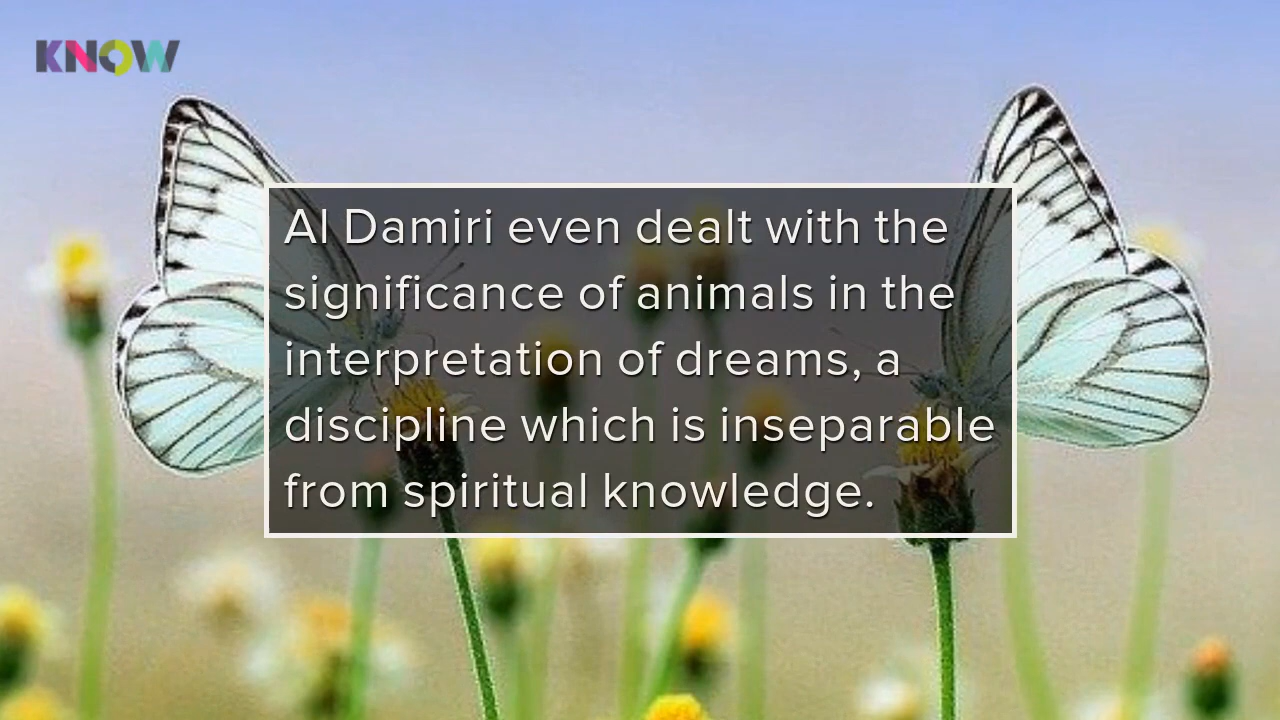 KNOW
Al Damiri even dealt with the
significance of animals in the
interpretation of dreams, a
discipline which is inseparable
from spiritual knowledge.